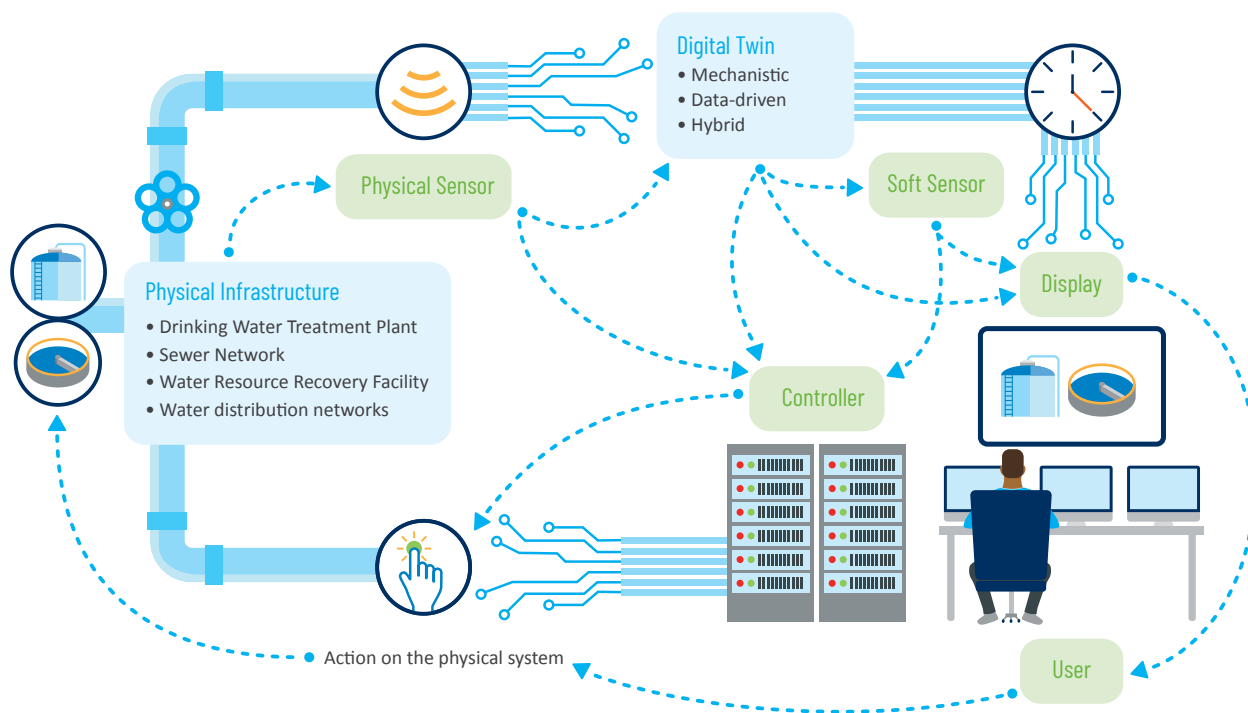 Digital Twin
• Mechanistic
• Data-driven
• Hybrid
Physical Sensor
Soft Sensor
Physical Infrastructure
• Drinking Water Treatment Plant
• Sewer Network
• Water Resource Recovery Facility
• Water distribution networks
Display
Controller
Action on the physical system
User